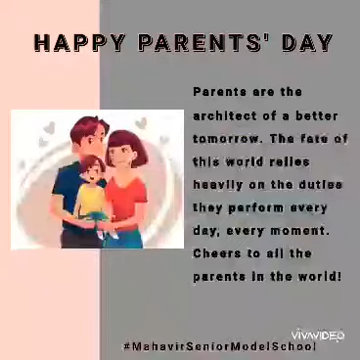 HAPPY PARENTS' DAY
Parents are the
architect of a better
tomorrow. The fate of
this world relies
heavily on the duties
they perform every
day, every moment.
Cheers to all the
parents in the world!
VIVAVIDEO
#MahavirSeniorModelSchool